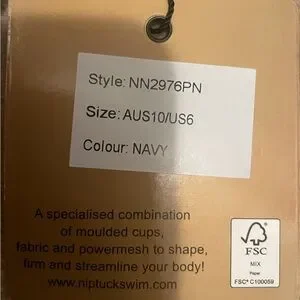 Style: NN2976PN
Size: AUS10/US6
Colour: NAVY
A specialised combination
of moulded cups,
fabric and powermesh to shape,
firm and streamline your body!
www.niptuckswim.com
FSC
MIX
Paper
FSC® C100059